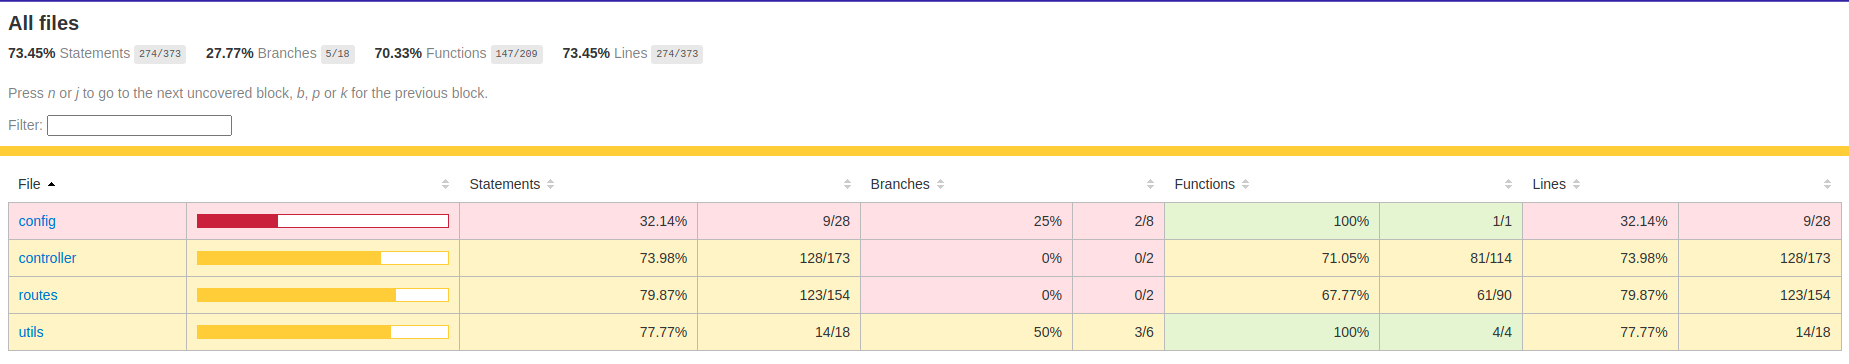 All files
73.45% Statements 274/373 27.77% Branches 5/18 70.33% Functions 147/209 73.45% Lines 274/373
Press n or j to go to the next uncovered block, b, p or k for the previous block.
Filter:
File Statements Branches Functions Lines
config 32.14% 9/28 25% 2/8 100% 1/1 32.14% 9/28
controller 73.98% 128/173 0% 0/2 71.05% 81/114 73.98% 128/173
routes 79.87% 123/154 0% 0/2 67.77% 61/90 79.87% 123/154
utils 77.77% 14/18 50% 3/6 100% 4/4 77.77% 14/18